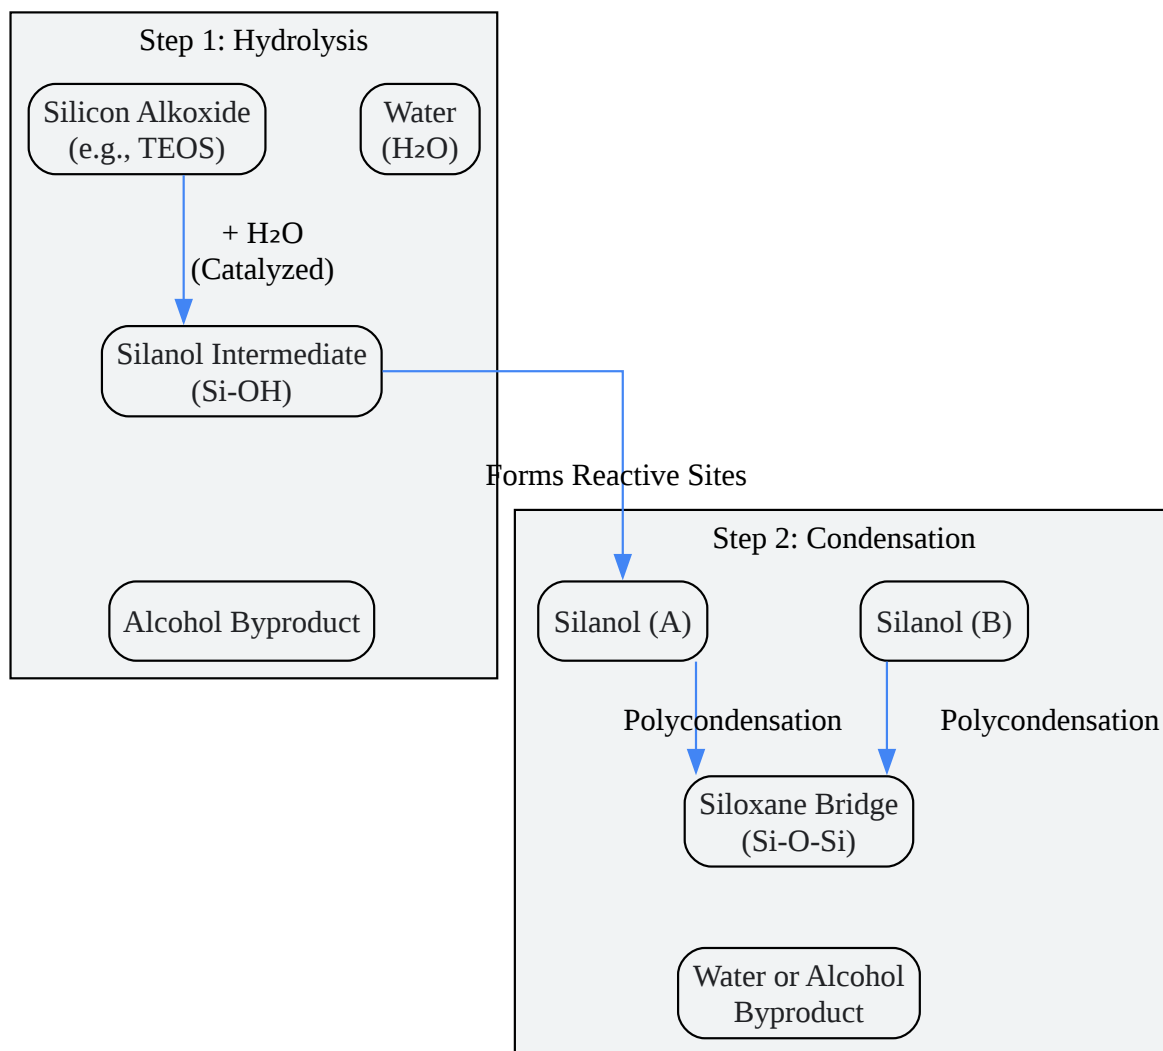 Step 1: Hydrolysis
Silicon Alkoxide
(e.g., TEOS)
Water
(H₂O)
+ H₂O
(Catalyzed)
Silanol Intermediate
(Si-OH)
Forms Reactive Sites
Alcohol Byproduct
Step 2: Condensation
Silanol (A)
Silanol (B)
Polycondensation
Polycondensation
Siloxane Bridge
(Si-O-Si)
Water or Alcohol
Byproduct